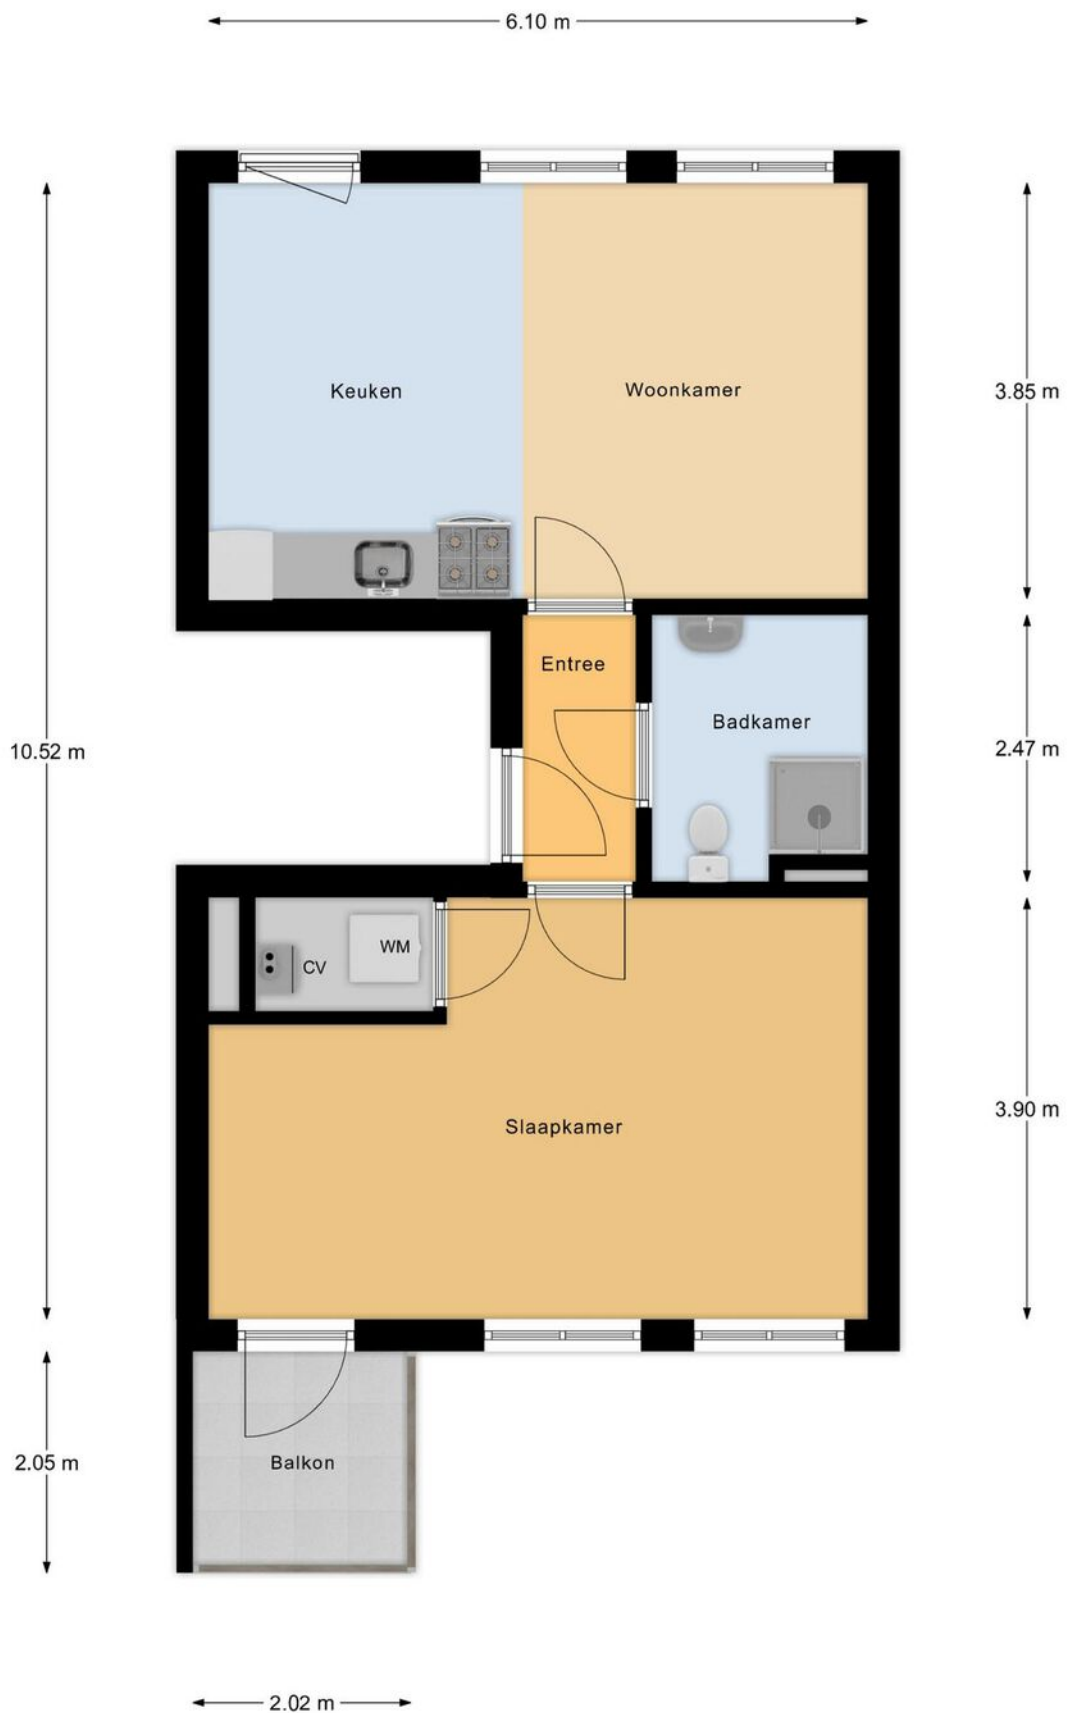 6.10 m
Keuken
Woonkamer
3.85 m
Entree
Badkamer
10.52 m
2.47 m
WM
CV
Slaapkamer
3.90 m
Balkon
2.05 m
2.02 m